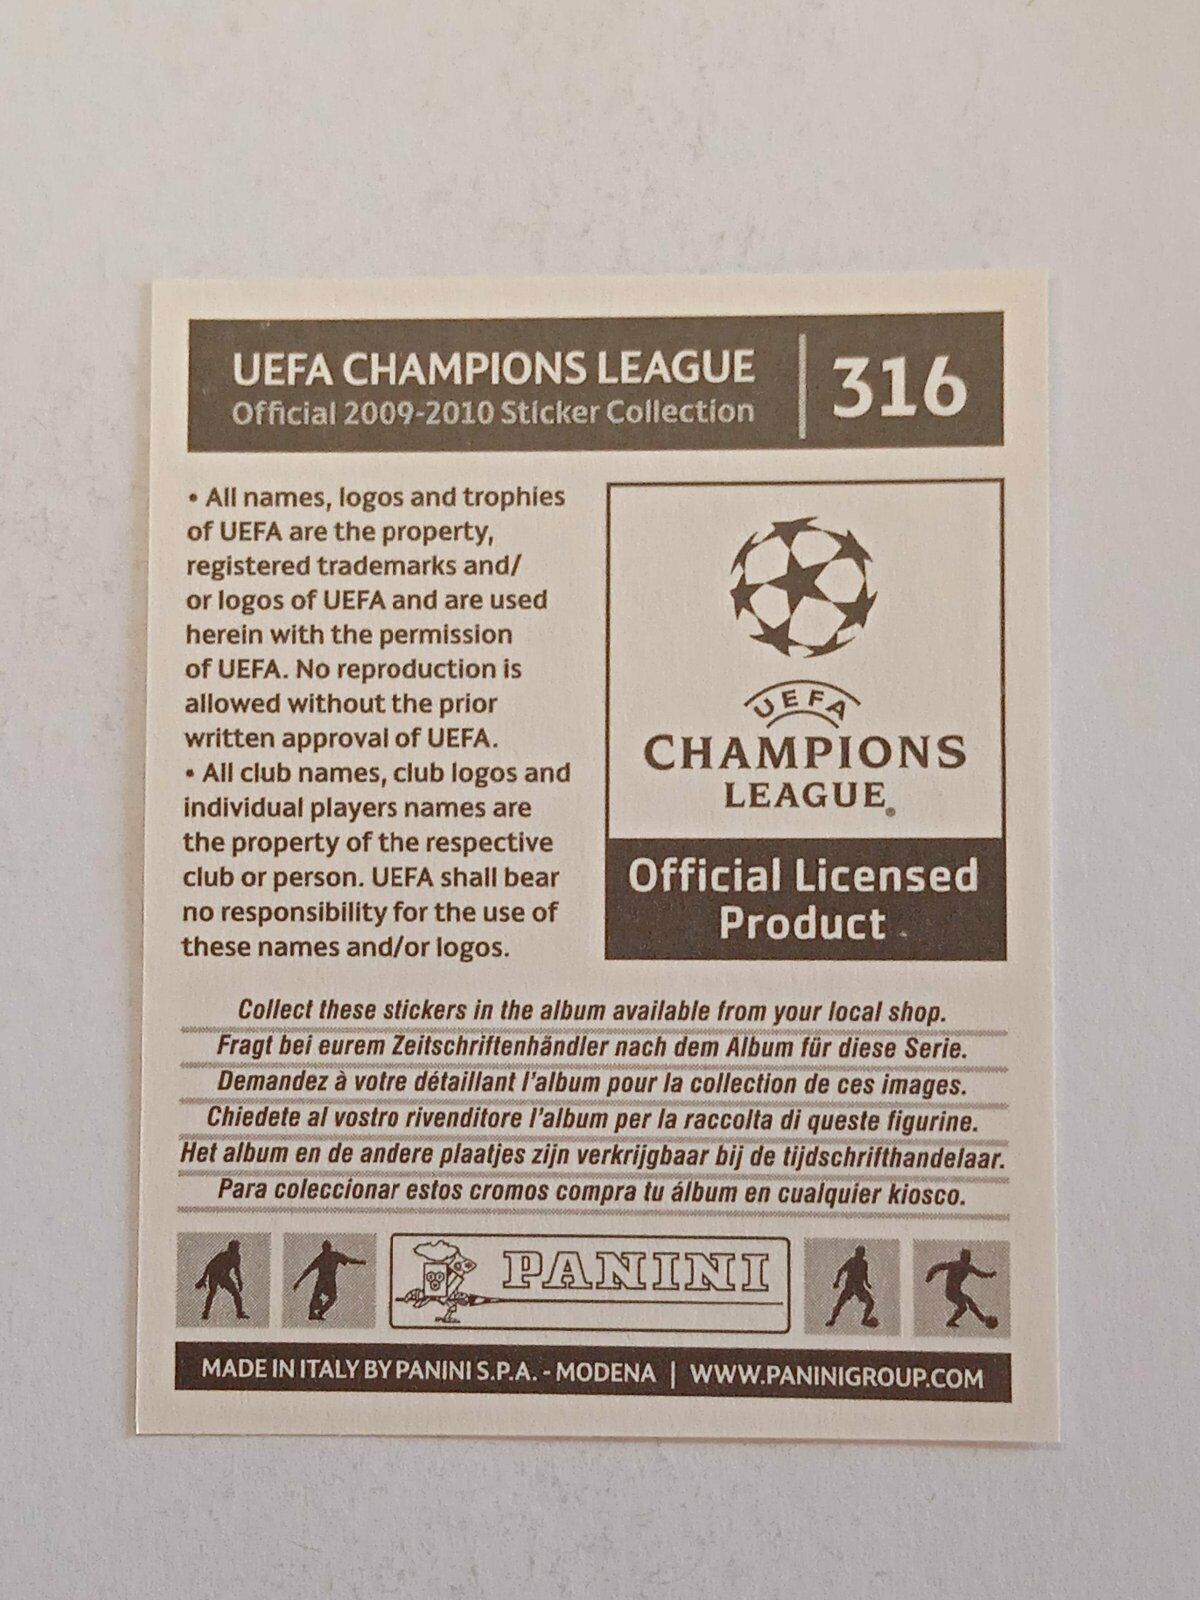 UEFA CHAMPIONS LEAGUE
Official 2009-2010 Sticker Collection
316
• All names, logos and trophies
of UEFA are the property,
registered trademarks and/
or logos of UEFA and are used
herein with the permission
of UEFA. No reproduction is
allowed without the prior
written approval of UEFA.
• All club names, club logos and
individual players names are
the property of the respective
club or person. UEFA shall bear
no responsibility for the use of
these names and/or logos.
UEFA
CHAMPIONS
LEAGUE
Official Licensed
Product
Collect these stickers in the album available from your local shop.
Fragt bei eurem Zeitschriftenhändler nach dem Album für diese Serie.
Demandez à votre détaillant l'album pour la collection de ces images.
Chiedete al vostro rivenditore l'album per la raccolta di queste figurine.
Het album en de andere plaatjes zijn verkrijgbaar bij de tijdschrifthandelaar.
Para coleccionar estos cromos compra tu álbum en cualquier kiosco.
PANINI
MADE IN ITALY BY PANINI S.P.A. - MODENA | WWW.PANINIGROUP.COM